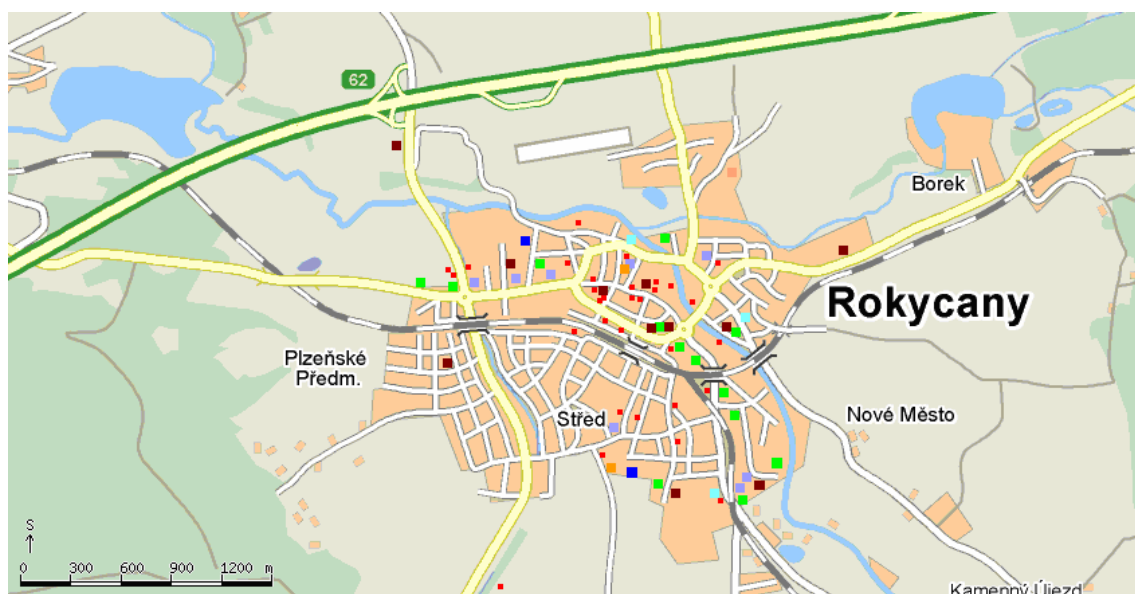 62
Borek
Rokycany
Plzeňské
Předm.
Střed
Nové Město
S
0 300 600 900 1200 m
Kamenný Újezd